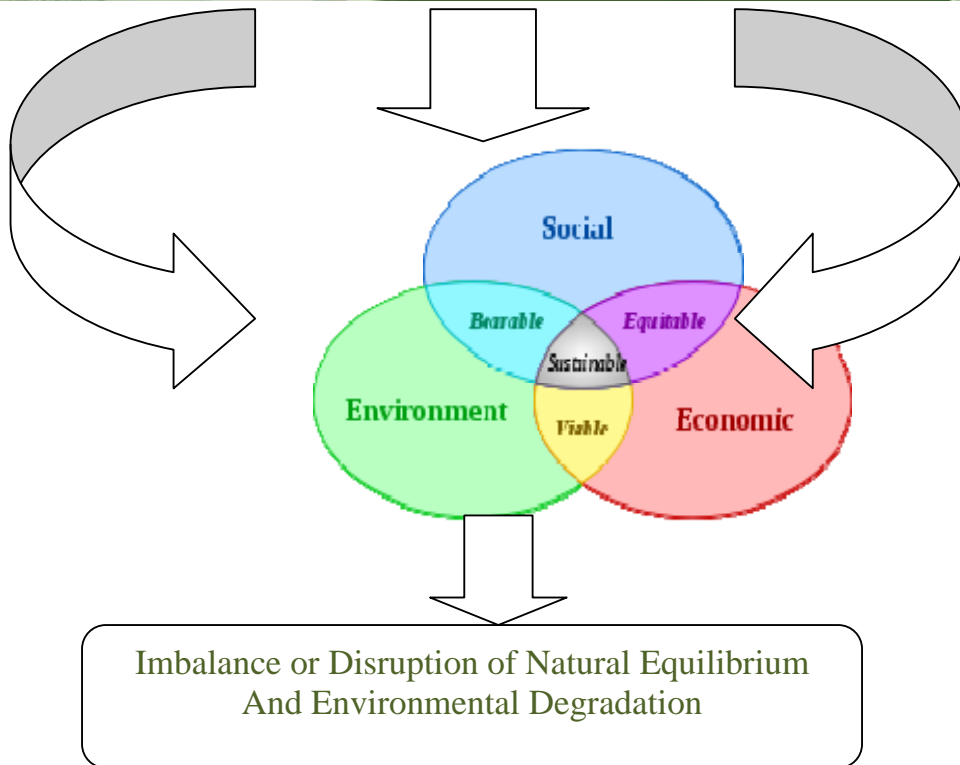 Social
Bearable
Equitable
Sustainable
Environment
Economic
Viable
Imbalance or Disruption of Natural Equilibrium
And Environmental Degradation